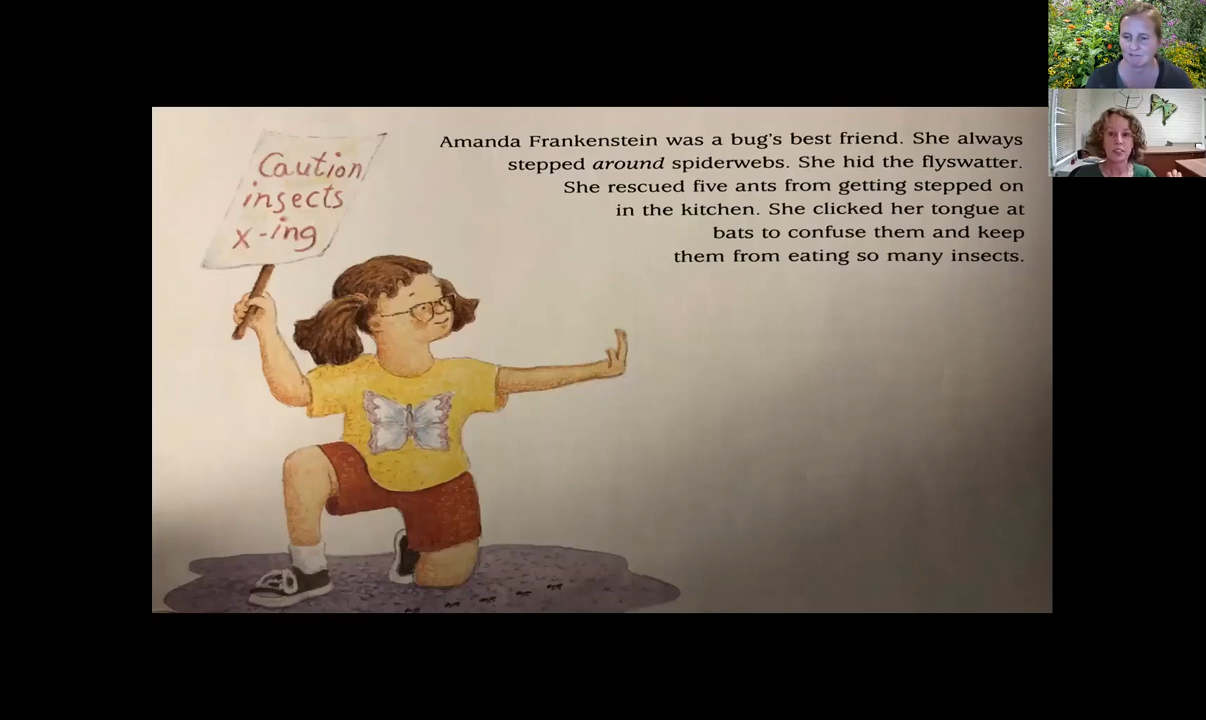 Caution
insects
x-ing
Amanda Frankenstein was a bug's best friend. She always
stepped around spiderwebs. She hid the flyswatter.
She rescued five ants from getting stepped on
in the kitchen. She clicked her tongue at
bats to confuse them and keep
them from eating so many insects.